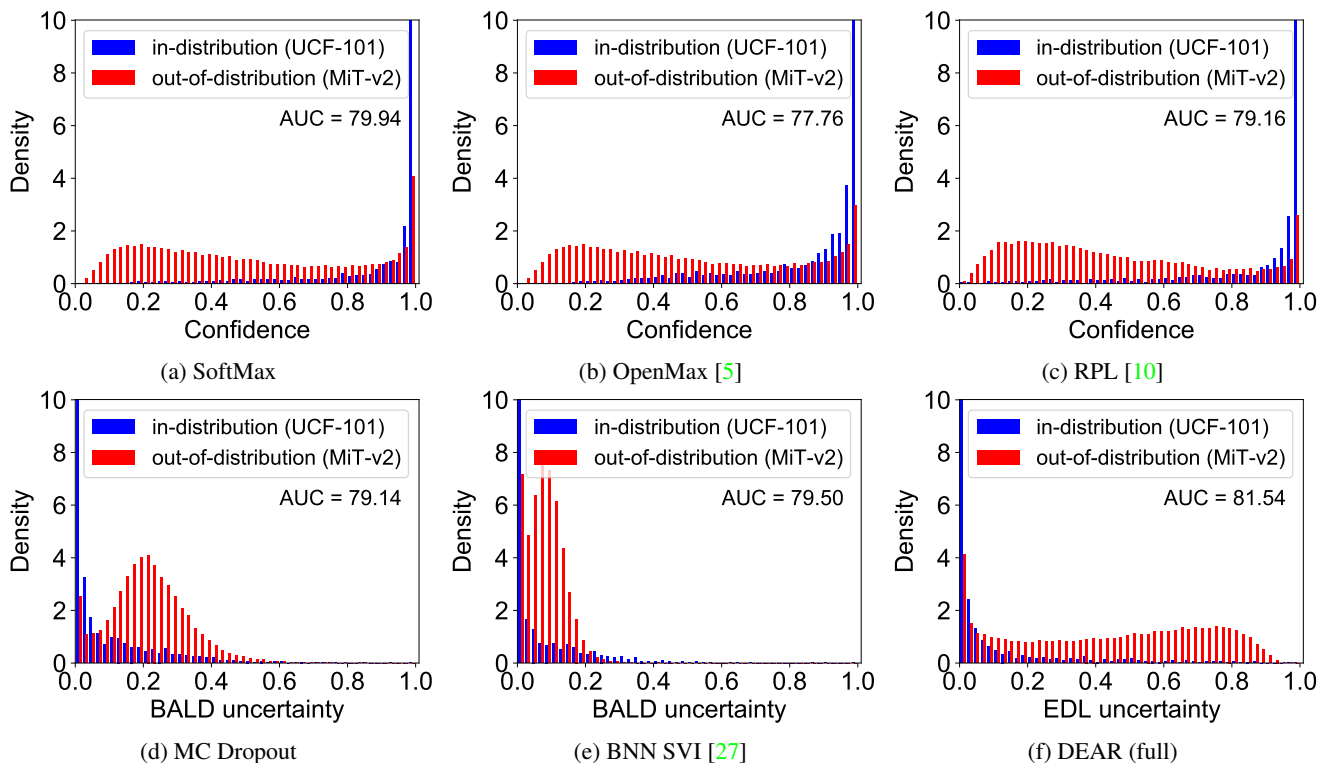 10
8
6
4
2
0
Density
in-distribution (UCF-101)
out-of-distribution (MiT-v2)
AUC = 79.94
0.0 0.2 0.4 0.6 0.8 1.0
Confidence
(a) SoftMax
10
8
6
4
2
0
Density
in-distribution (UCF-101)
out-of-distribution (MiT-v2)
AUC = 77.76
0.0 0.2 0.4 0.6 0.8 1.0
Confidence
(b) OpenMax [5]
10
8
6
4
2
0
Density
in-distribution (UCF-101)
out-of-distribution (MiT-v2)
AUC = 79.16
0.0 0.2 0.4 0.6 0.8 1.0
Confidence
(c) RPL [10]
10
8
6
4
2
0
Density
in-distribution (UCF-101)
out-of-distribution (MiT-v2)
AUC = 79.14
0.0 0.2 0.4 0.6 0.8 1.0
BALD uncertainty
(d) MC Dropout
10
8
6
4
2
0
Density
in-distribution (UCF-101)
out-of-distribution (MiT-v2)
AUC = 79.50
0.0 0.2 0.4 0.6 0.8 1.0
BALD uncertainty
(e) BNN SVI [27]
10
8
6
4
2
0
Density
in-distribution (UCF-101)
out-of-distribution (MiT-v2)
AUC = 81.54
0.0 0.2 0.4 0.6 0.8 1.0
EDL uncertainty
(f) DEAR (full)